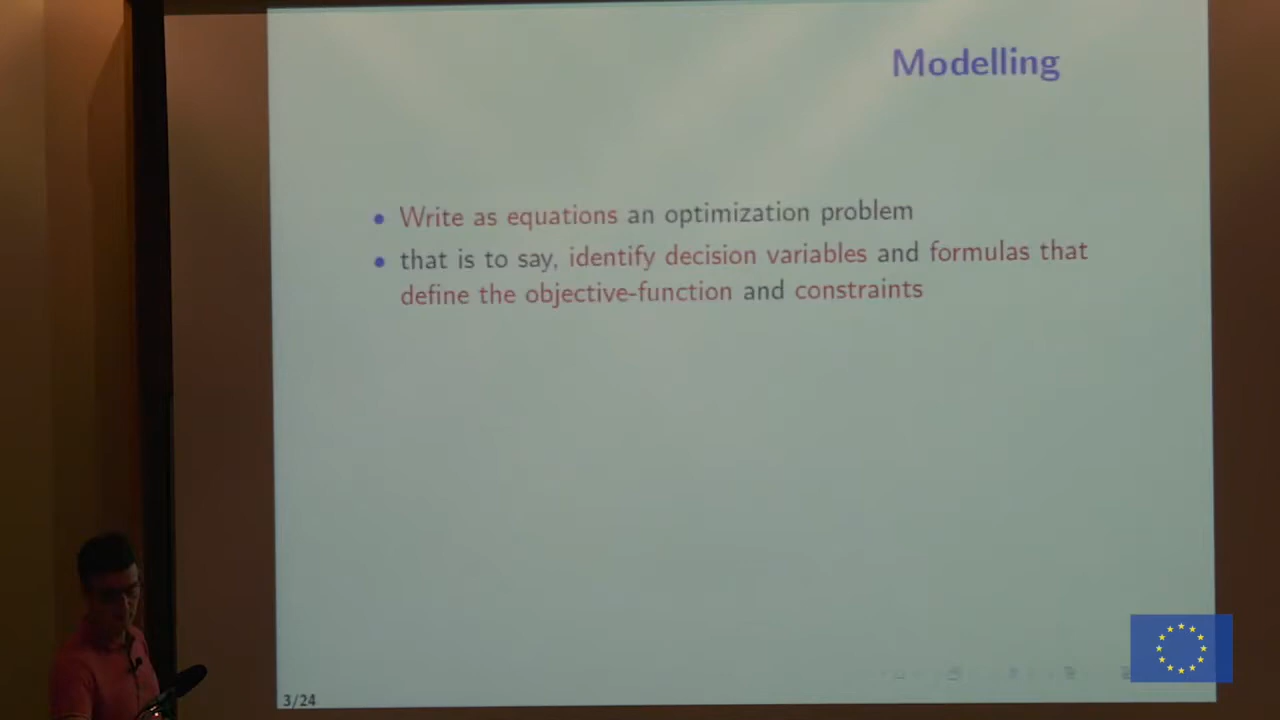 Modelling
• Write as equations an optimization problem
• that is to say, identify decision variables and formulas that
define the objective-function and constraints
3/24